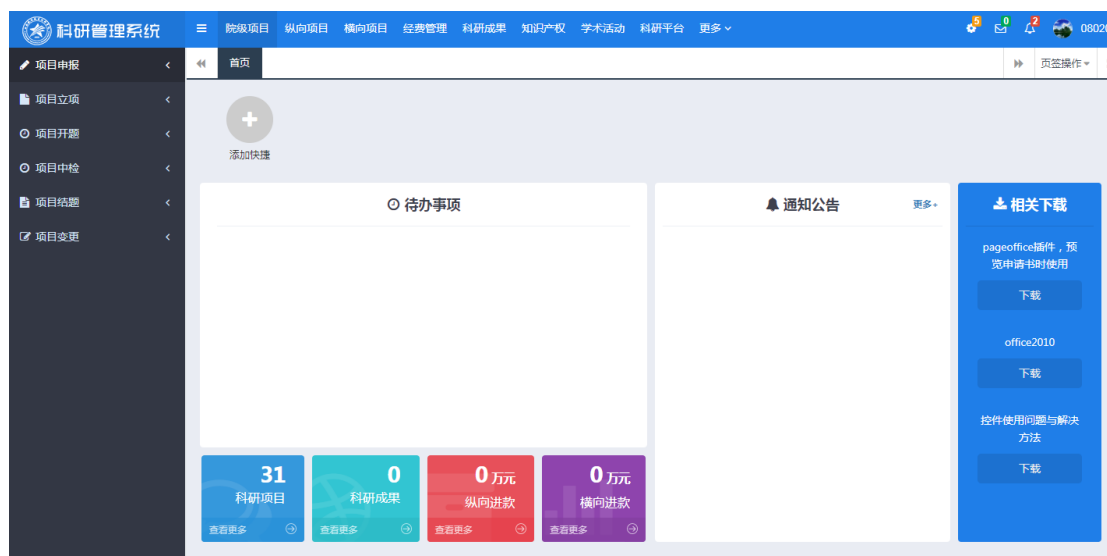 科研管理系统
院级项目 纵向项目 横向项目 经费管理 科研成果 知识产权 学术活动 科研平台 更多
5 0 2
项目申报
首页
页签操作
项目立项
项目开题
项目中检
项目结题
项目变更
添加快捷
待办事项
通知公告
更多+
相关下载
pageoffice插件，预
览申请书时使用
下载
office2010
下载
控件使用问题与解决
方法
下载
31
科研项目
查看更多
0
科研成果
查看更多
0 万元
纵向进款
查看更多
0 万元
横向进款
查看更多